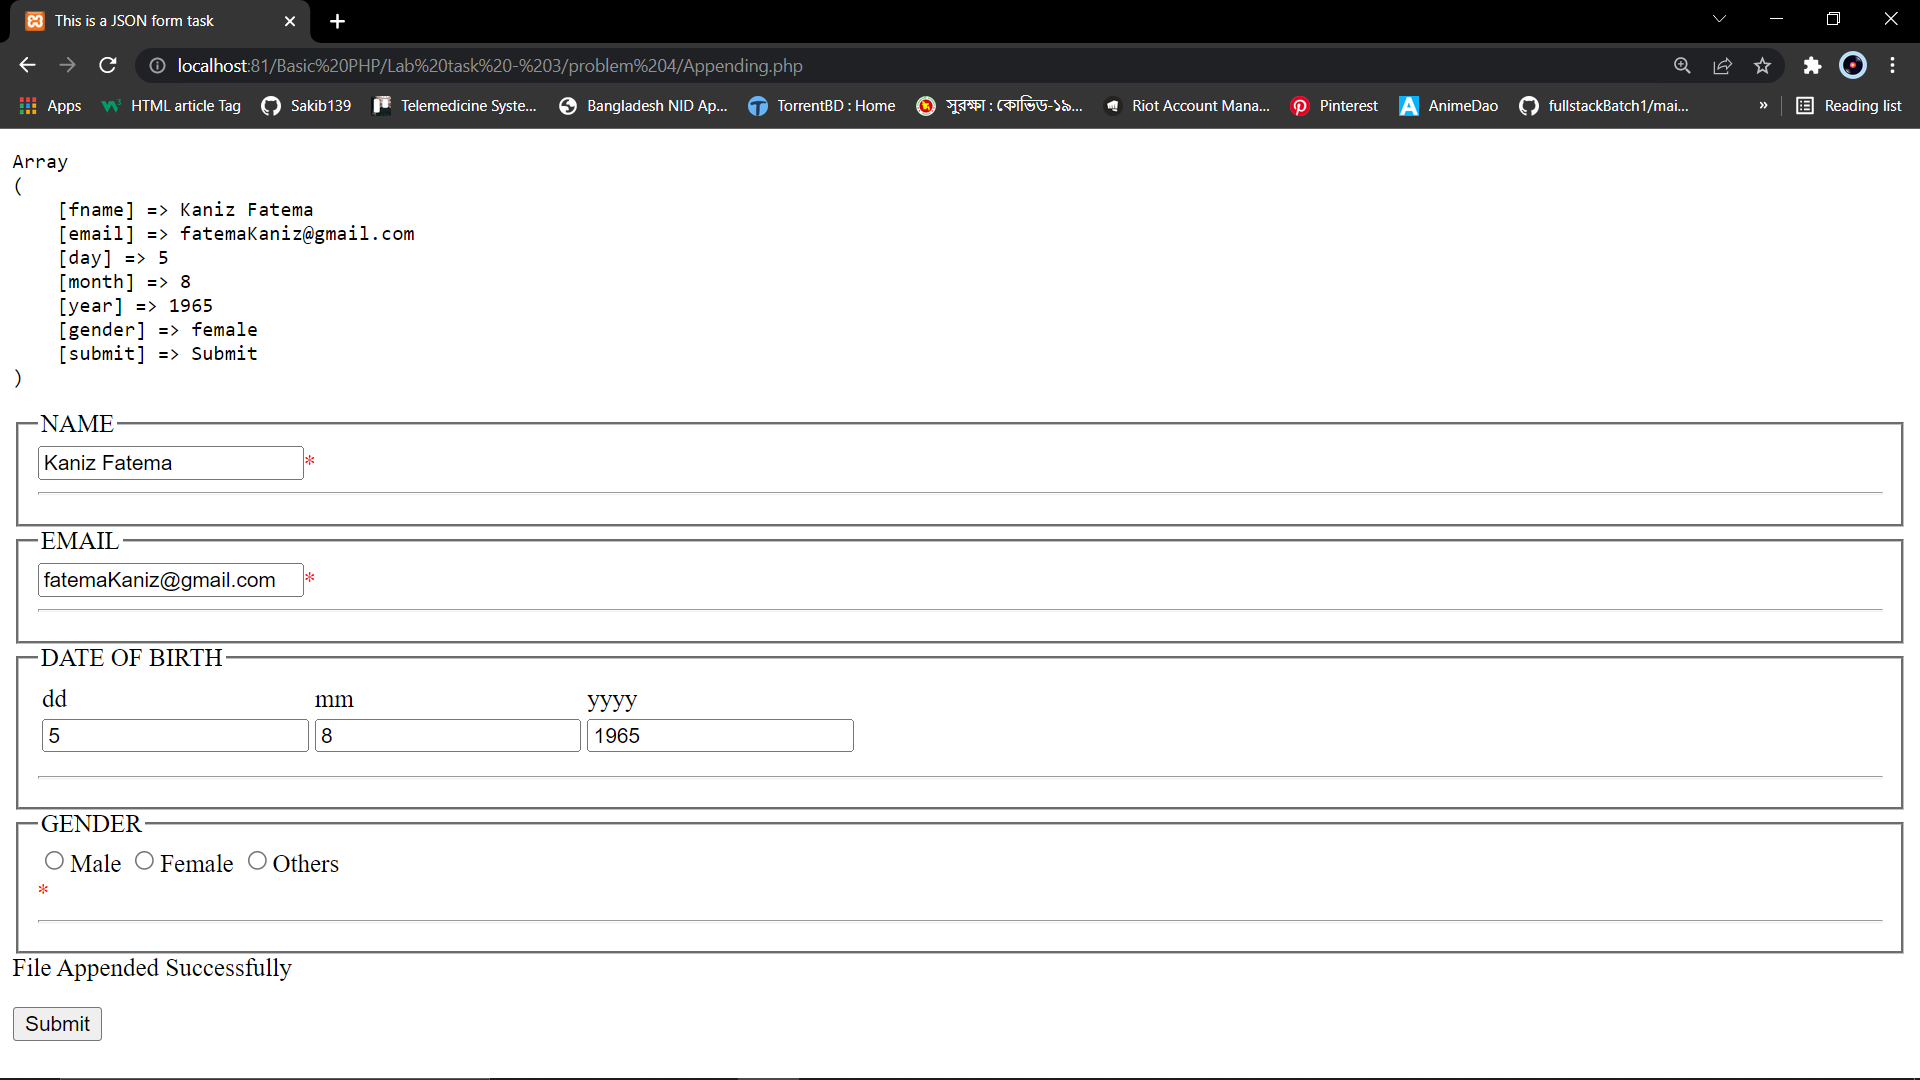 This is a JSON form task
localhost:81/Basic%20PHP/Lab%20task%20-%203/problem%204/Appending.php
Apps HTML article Tag Sakib139 Telemedicine Syste... Bangladesh NID Ap... TorrentBD : Home সুরক্ষা : কোভিড-১৯... Riot Account Mana... Pinterest AnimeDao fullstackBatch1/mai... » Reading list
Array
(
[fname] => Kaniz Fatema
[email] => fatemaKaniz@gmail.com
[day] => 5
[month] => 8
[year] => 1965
[gender] => female
[submit] => Submit
)
NAME
Kaniz Fatema *
EMAIL
fatemaKaniz@gmail.com *
DATE OF BIRTH
dd mm yyyy
5 8 1965
GENDER
Male Female Others
*
File Appended Successfully
Submit